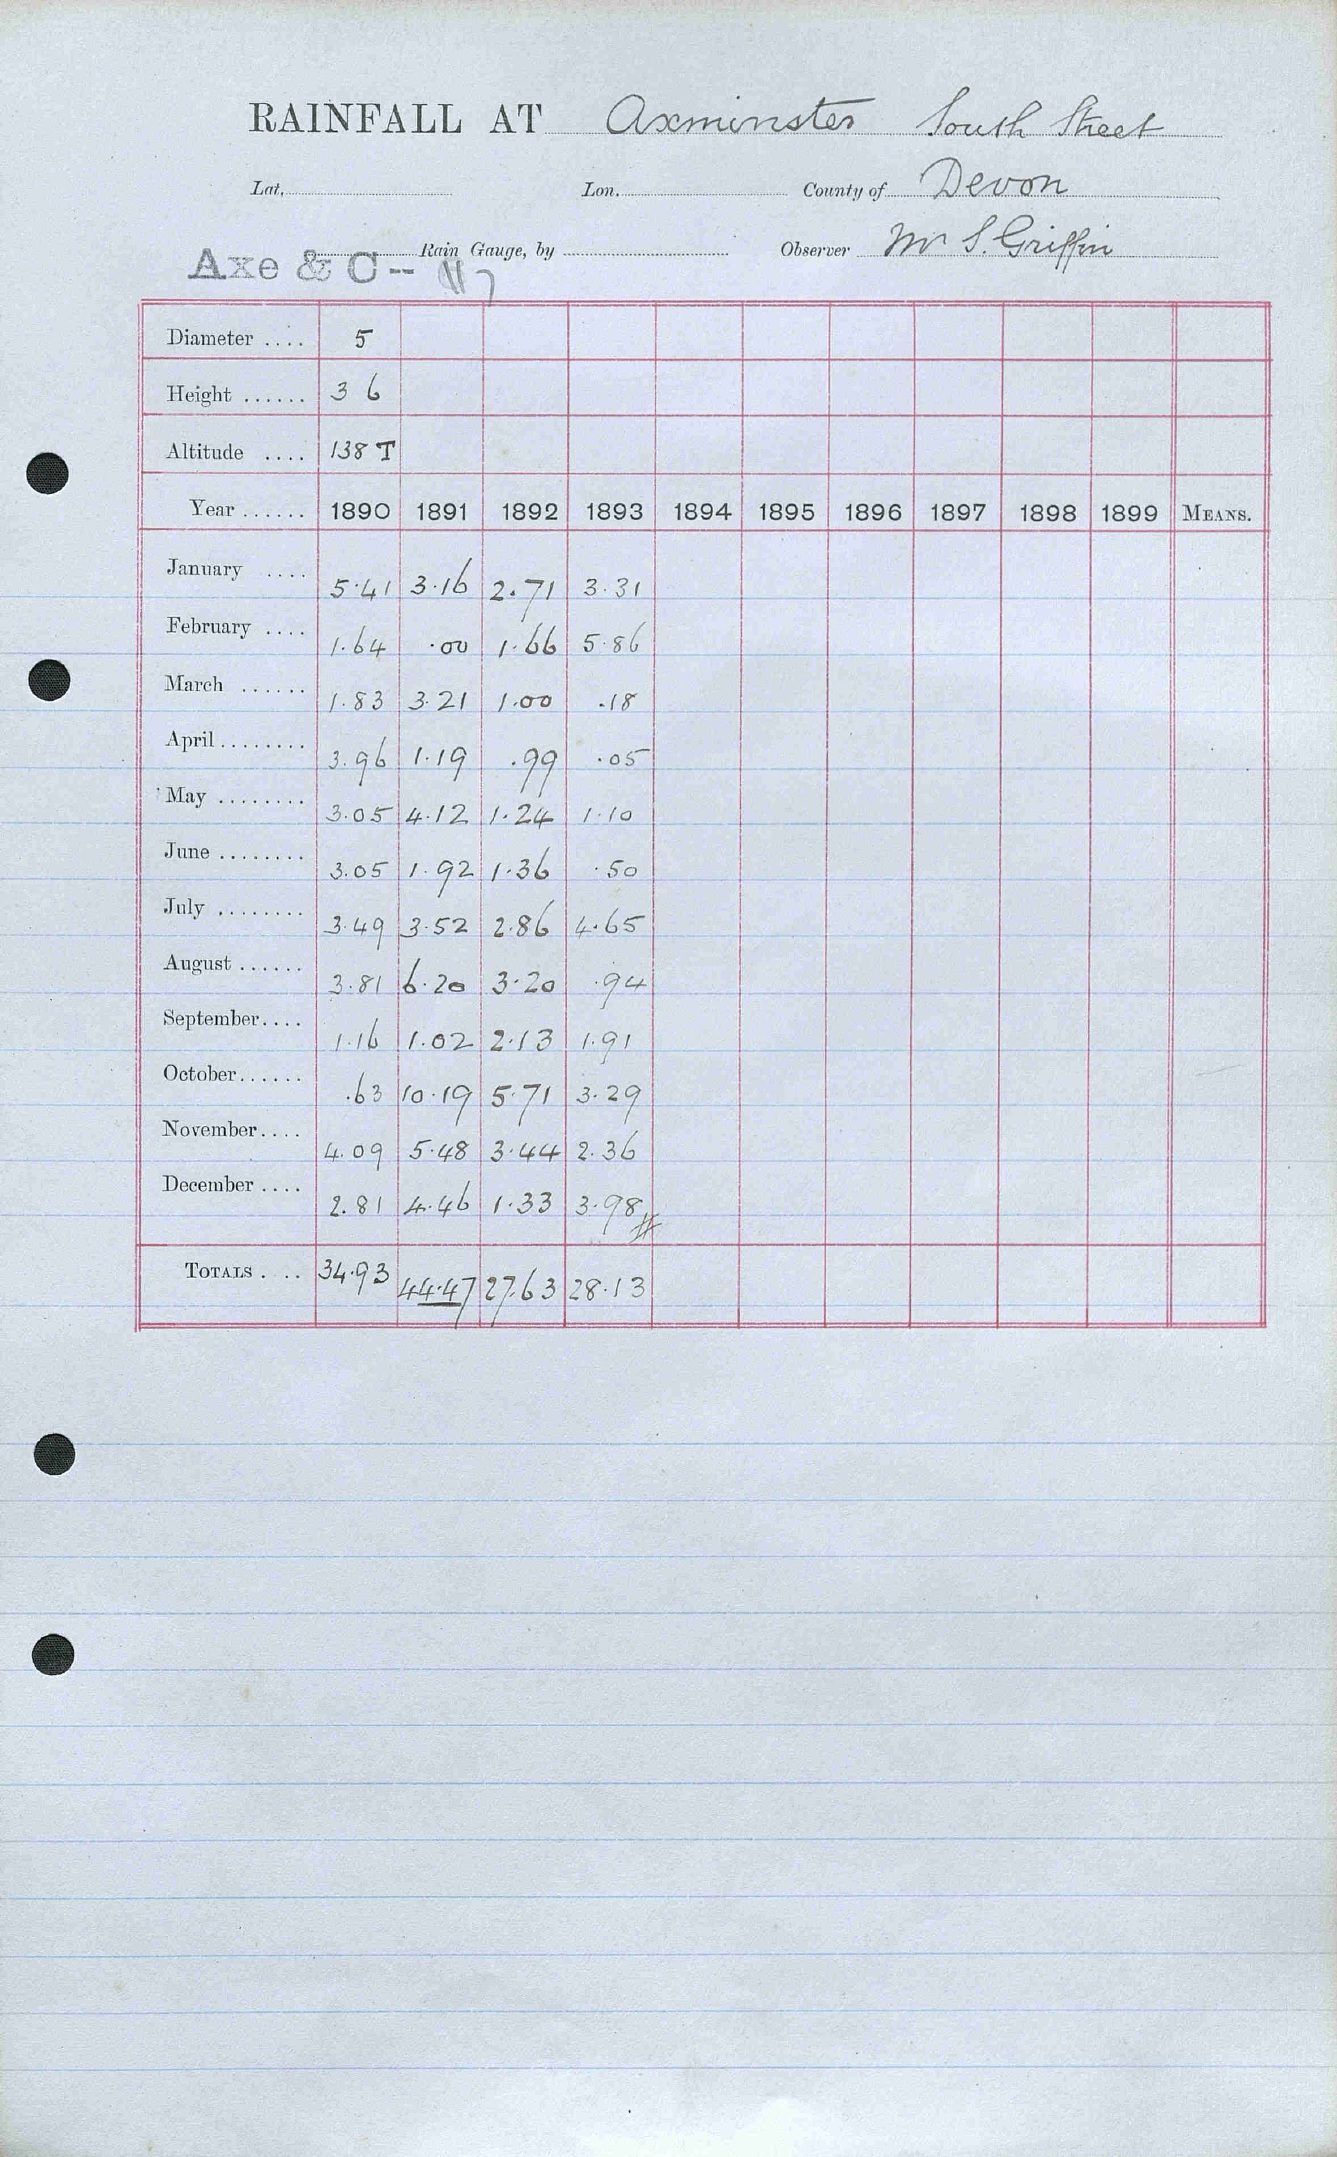 RAINFALL AT Axminster South Street
Lat. Lon. County of Devon
Axe & C-- Rain Gauge, by Observer Mr S. Griffin
Diameter .... 5
Height ...... 3 6
Altitude .... 138 T
Year ...... 1890 1891 1892 1893 1894 1895 1896 1897 1898 1899 MEANS.
January .... 5.41 3.16 2.71 3.31
February .... 1.64 .00 1.66 5.86
March ...... 1.83 3.21 1.00 .18
April ........ 3.96 1.19 .99 .05
May ........ 3.05 4.12 1.24 1.10
June ........ 3.05 1.92 1.36 .50
July ........ 3.49 3.52 2.86 4.65
August ...... 3.81 6.20 3.20 .94
September .... 1.16 1.02 2.13 1.91
October ...... .63 10.19 5.71 3.29
November .... 4.09 5.48 3.44 2.36
December .... 2.81 4.46 1.33 3.98 #
TOTALS . .. 34.93 44.47 27.63 28.13